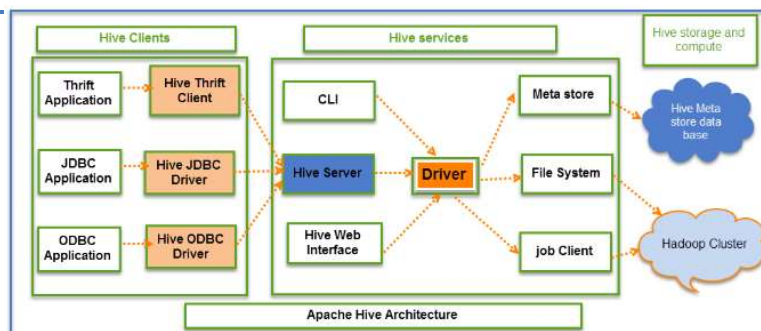 Hive Clients
Hive services
Hive storage and
compute
Thrift
Application
Hive Thrift
Client
CLI
Meta store
Hive Meta
store data
base
JDBC
Application
Hive JDBC
Driver
Hive Server
Driver
File System
ODBC
Application
Hive ODBC
Driver
Hive Web
Interface
job Client
Hadoop Cluster
Apache Hive Architecture